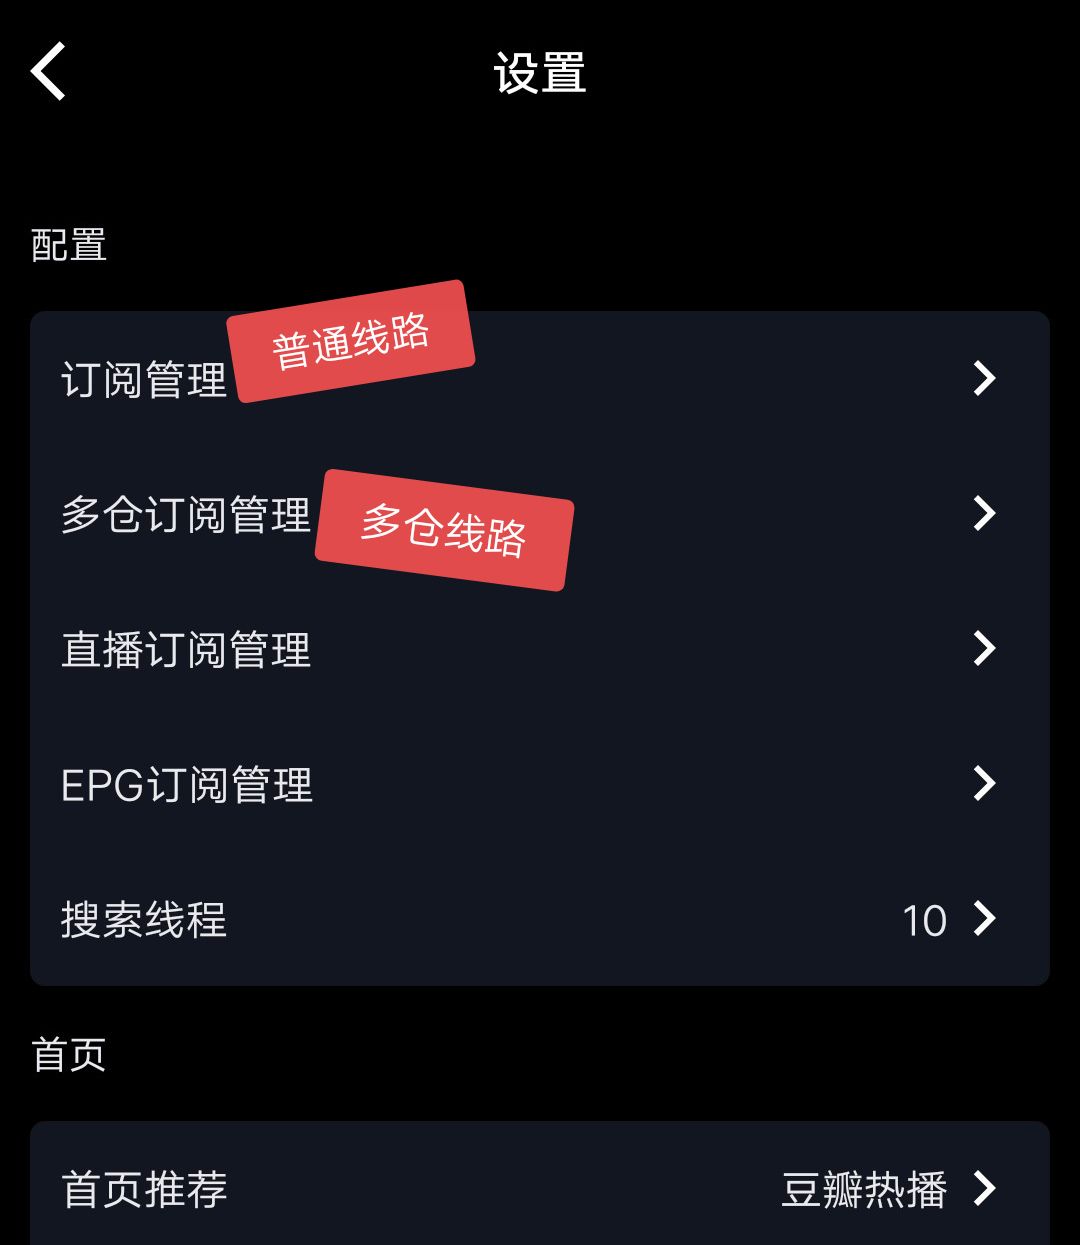 设置
配置
普通线路
订阅管理
多仓订阅管理
多仓线路
直播订阅管理
EPG订阅管理
搜索线程 10
首页
首页推荐 豆瓣热播